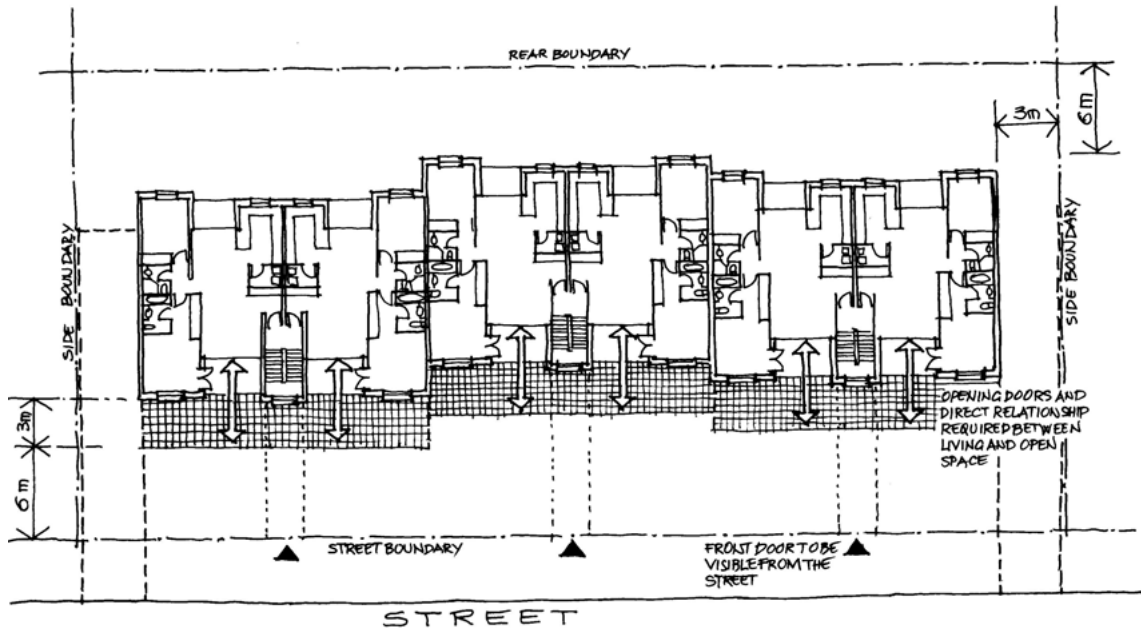 REAR BOUNDARY
3m
6m
SIDE BOUNDARY
SIDE BOUNDARY
3m
6m
OPENING DOORS AND
DIRECT RELATIONSHIP
REQUIRED BETWEEN
LIVING AND OPEN
SPACE
STREET BOUNDARY
FRONT DOOR TO BE
VISIBLE FROM THE
STREET
STREET